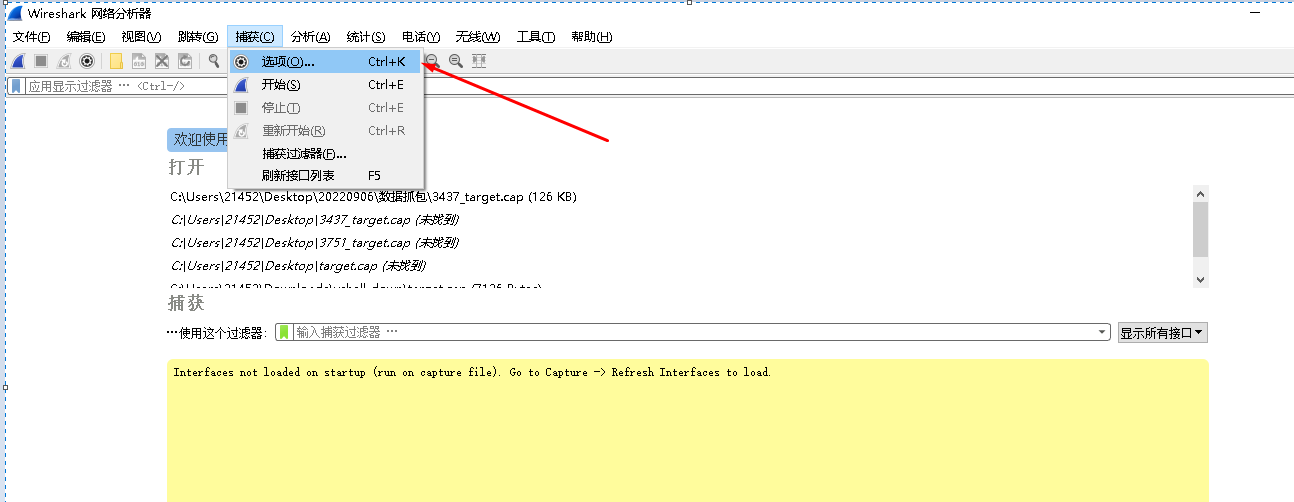 Wireshark 网络分析器
文件(F) 编辑(E) 视图(V) 跳转(G) 捕获(C) 分析(A) 统计(S) 电话(Y) 无线(W) 工具(T) 帮助(H)
选项(O)... Ctrl+K
应用显示过滤器 … <Ctrl-/>
开始(S) Ctrl+E
停止(T) Ctrl+E
重新开始(R) Ctrl+R
捕获过滤器(F)...
刷新接口列表 F5
欢迎使用
打开
C:\Users\21452\Desktop\20220906\数据抓包\3437_target.cap (126 KB)
C:\Users\21452\Desktop\3437_target.cap (未找到)
C:\Users\21452\Desktop\3751_target.cap (未找到)
C:\Users\21452\Desktop\target.cap (未找到)
捕获
…使用这个过滤器: 输入捕获过滤器 … 显示所有接口
Interfaces not loaded on startup (run on capture file). Go to Capture -> Refresh Interfaces to load.